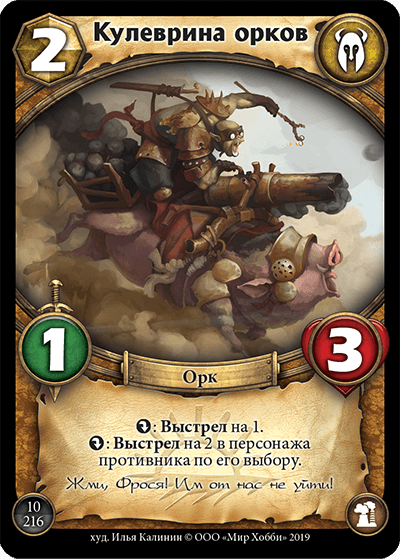 2
Кулеврина орков
1
3
Орк
: Выстрел на 1.
: Выстрел на 2 в персонажа
противника по его выбору.
Жми, Фрося! Им от нас не уйти!
10
216
худ. Илья Калинин © ООО «Мир Хобби» 2019